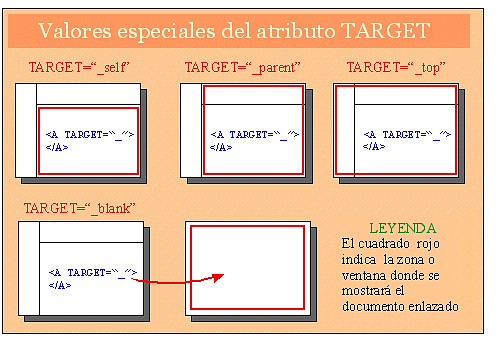 Valores especiales del atributo TARGET
TARGET=“_self”
TARGET=“_parent”
TARGET=“_top”
<A TARGET=“_”>
</A>
<A TARGET=“_”>
</A>
<A TARGET=“_”>
</A>
TARGET=“_blank”
<A TARGET=“_”>
</A>
LEYENDA
El cuadrado rojo
indica la zona o
ventana donde se
mostrará el
documento enlazado